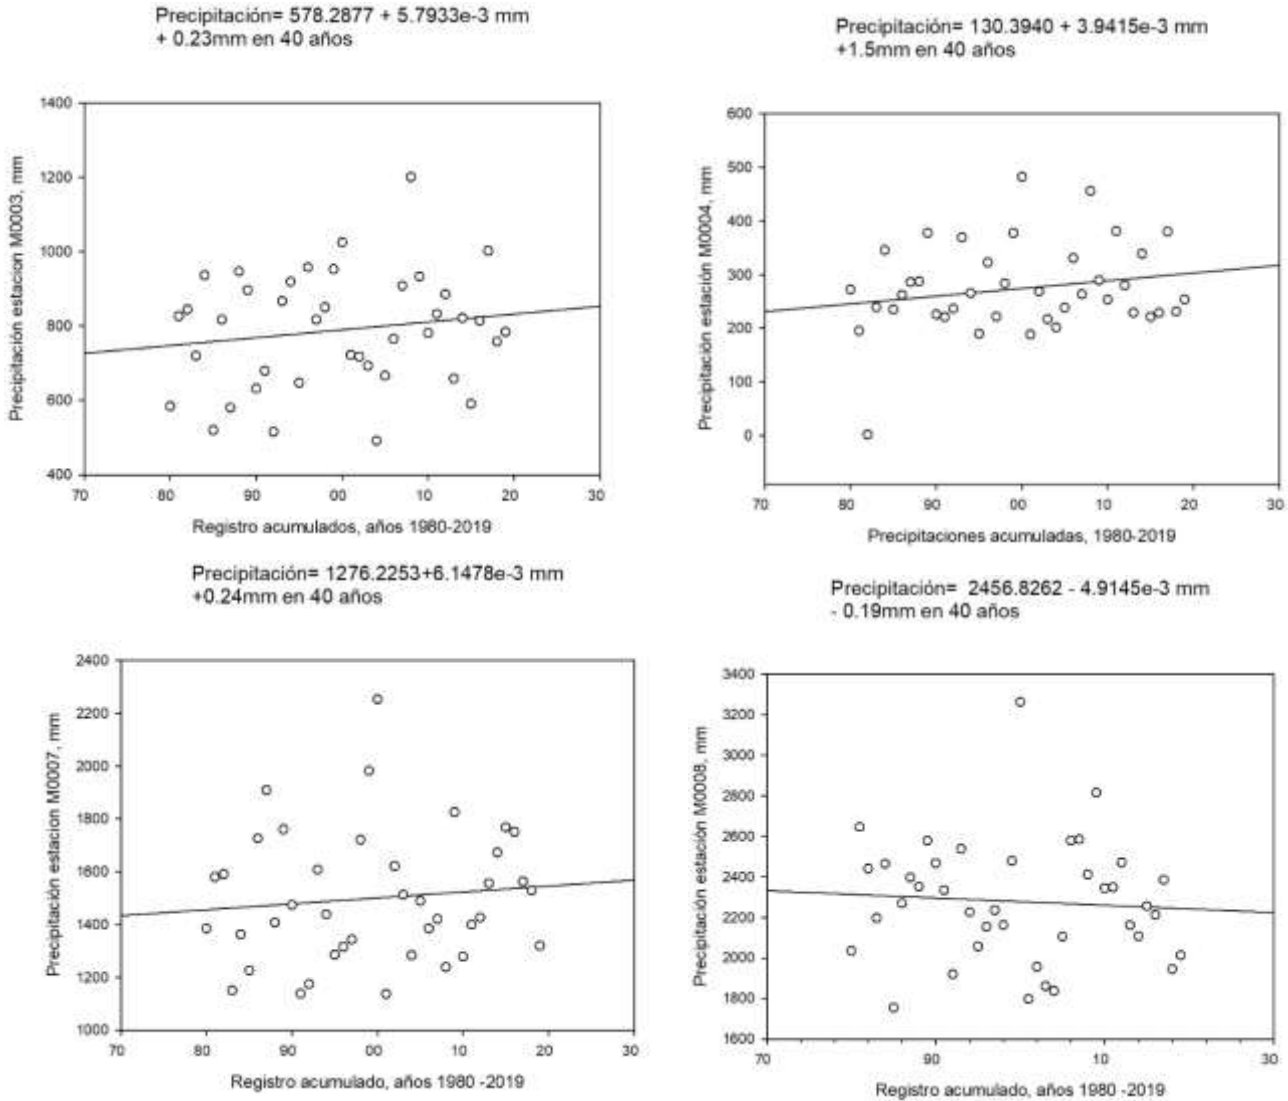 Precipitación= 578.2877 + 5.7933e-3 mm
+ 0.23mm en 40 años
1400
1200
1000
800
600
400
70 80 90 00 10 20 30
Precipitación estacion M0003, mm
Registro acumulados, años 1980-2019
Precipitación= 130.3940 + 3.9415e-3 mm
+1.5mm en 40 años
600
500
400
300
200
100
0
70 80 90 00 10 20 30
Precipitación estación M0004, mm
Precipitaciones acumuladas, 1980-2019
Precipitación= 1276.2253+6.1478e-3 mm
+0.24mm en 40 años
2400
2200
2000
1800
1600
1400
1200
1000
70 80 90 00 10 20 30
Precipitación estacion M0007, mm
Registro acumulado, años 1980 -2019
Precipitación= 2456.8262 - 4.9145e-3 mm
- 0.19mm en 40 años
3400
3200
3000
2800
2600
2400
2200
2000
1800
1600
70 90 10 30
Precipitación estación M0008, mm
Registro acumulado, años 1980 -2019